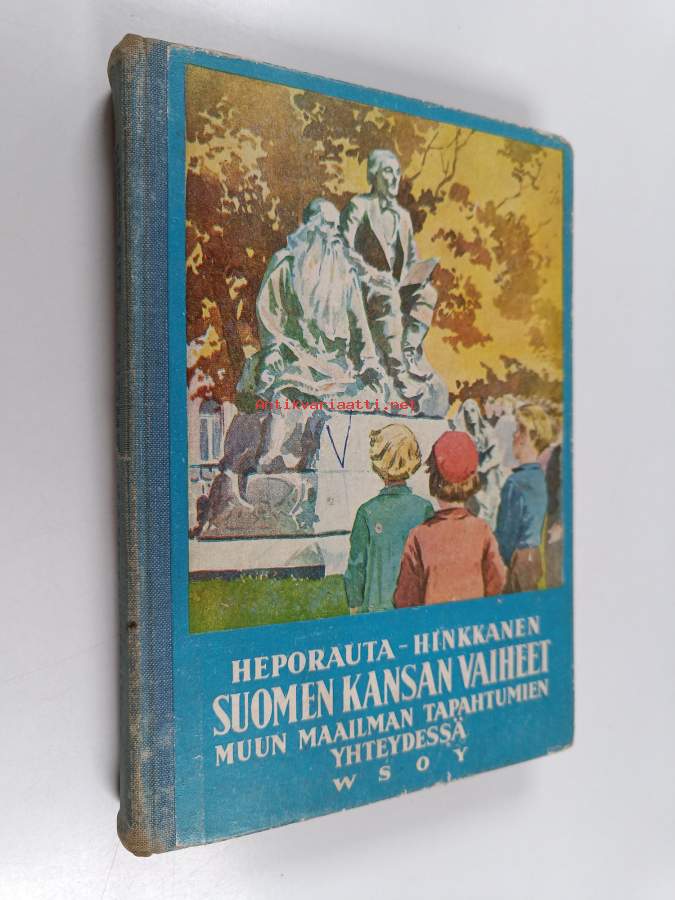 Antikvariaatti.net
V
HEPORAUTA - HINKKANEN
SUOMEN KANSAN VAIHEET
MUUN MAAILMAN TAPAHTUMIEN
YHTEYDESSÄ
WSOY